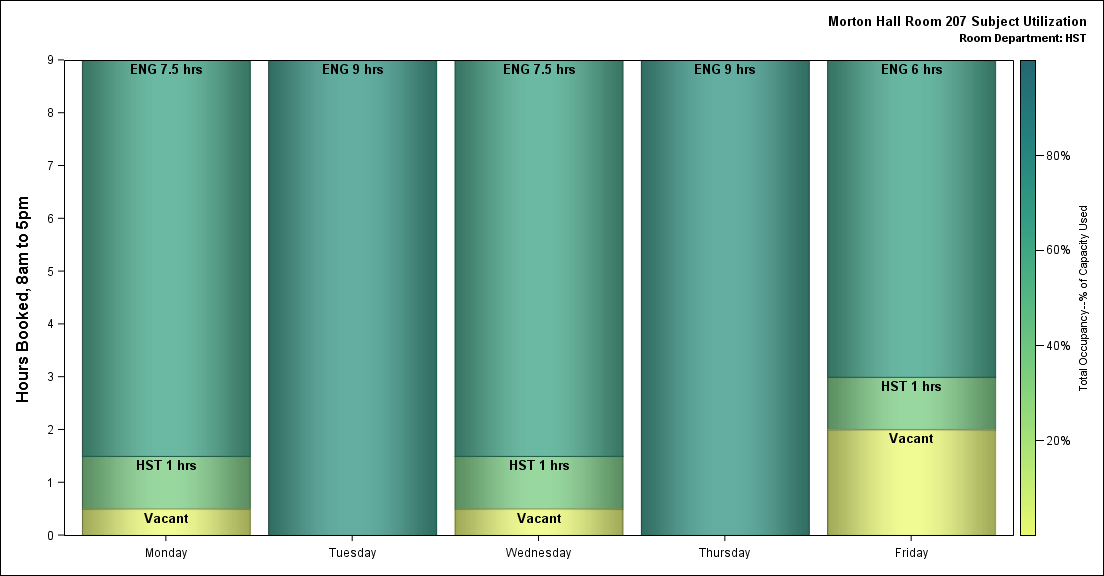 Morton Hall Room 207 Subject Utilization
Room Department: HST
Hours Booked, 8am to 5pm
9
8
7
6
5
4
3
2
1
0
ENG 7.5 hrs
HST 1 hrs
Vacant
ENG 9 hrs
ENG 7.5 hrs
HST 1 hrs
Vacant
ENG 9 hrs
ENG 6 hrs
HST 1 hrs
Vacant
Monday
Tuesday
Wednesday
Thursday
Friday
80%
60%
40%
20%
Total Occupancy--% of Capacity Used